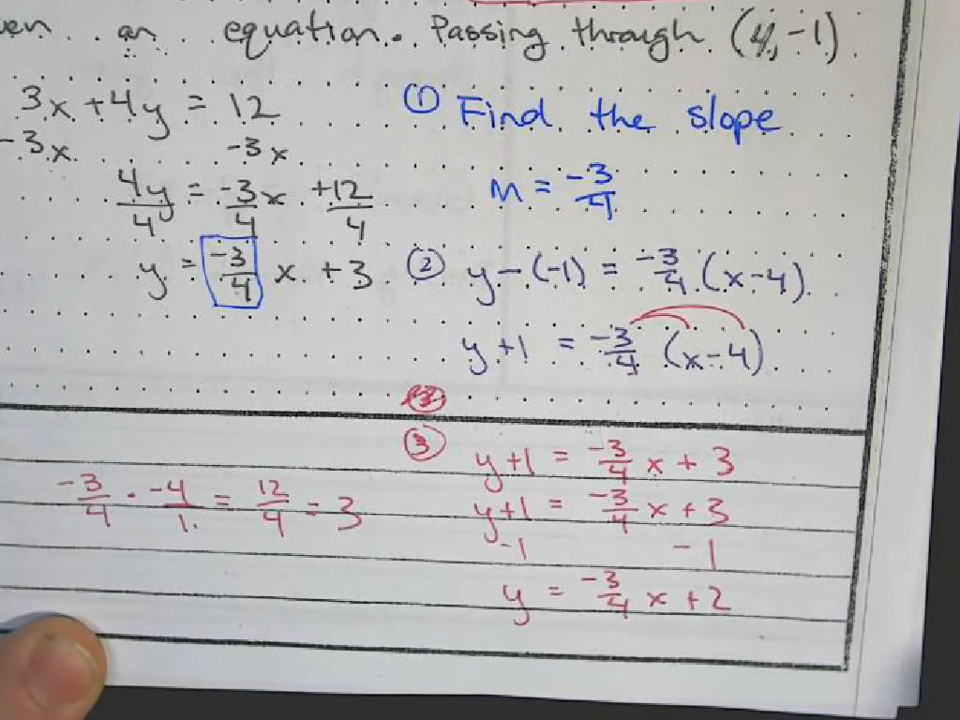 an equation. Passing through (4,-1)
3x + 4y = 12
-3x -3x
4y/4 = -3/4 x + 12/4
y = -3/4 x + 3
① Find the slope
m = -3/4
② y - (-1) = -3/4 (x-4)
y + 1 = -3/4 (x-4)
③ y+1 = -3/4 x + 3
-3/4 · -4/1 = 12/4 = 3
y+1 = -3/4 x + 3
-1 -1
y = -3/4 x + 2